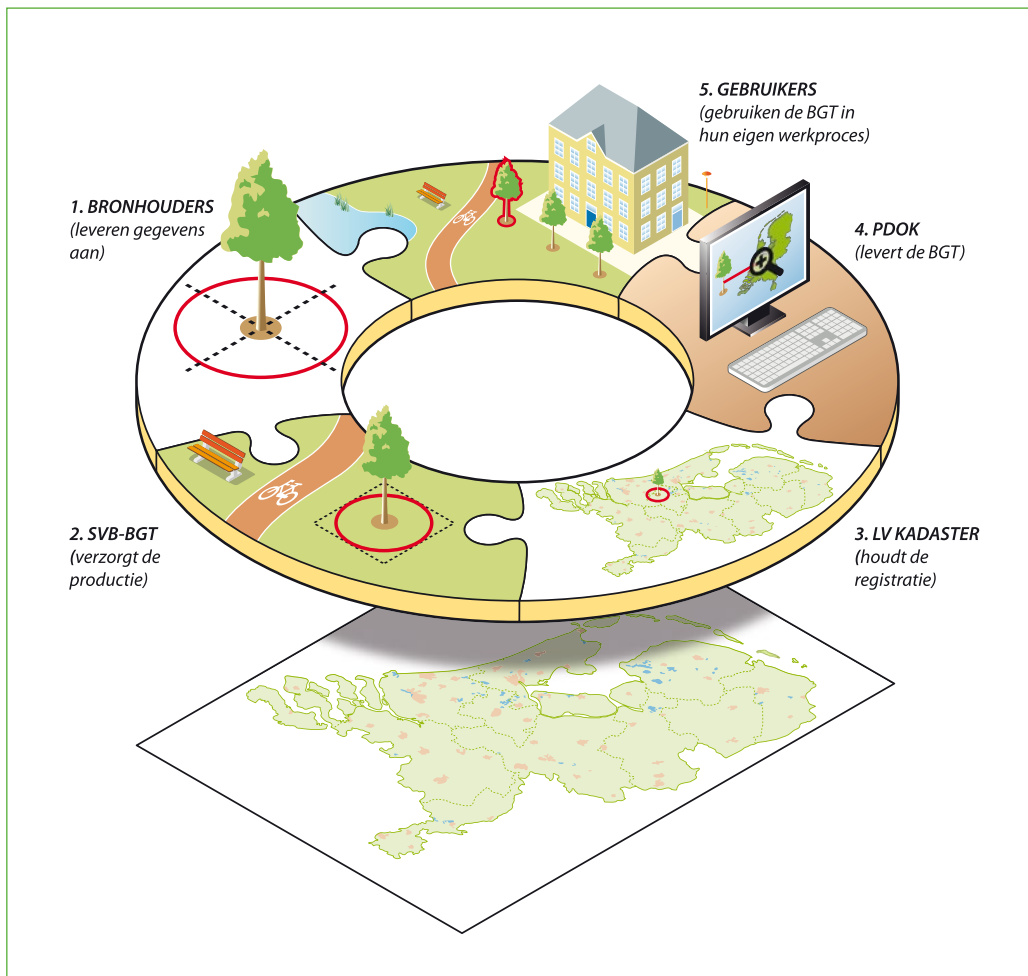 1. BRONHOUDERS
(leveren gegevens
aan)
2. SVB-BGT
(verzorgt de
productie)
3. LV KADASTER
(houdt de
registratie)
4. PDOK
(levert de BGT)
5. GEBRUIKERS
(gebruiken de BGT in
hun eigen werkproces)